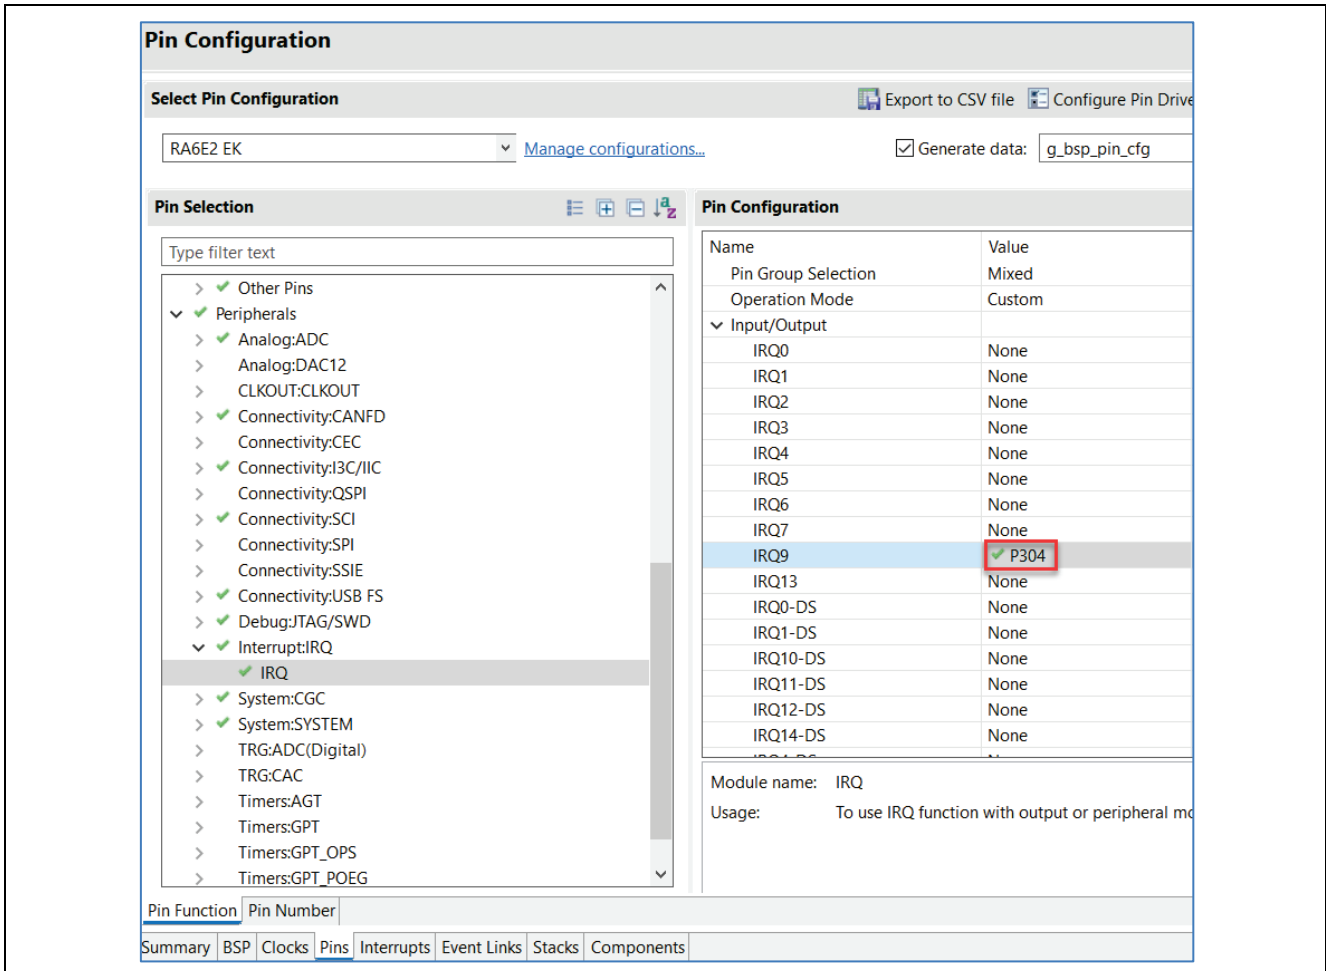 Pin Configuration
Select Pin Configuration
Export to CSV file
Configure Pin Drive
RA6E2 EK
Manage configurations...
Generate data:
g_bsp_pin_cfg
Pin Selection
Type filter text
Other Pins
Peripherals
Analog:ADC
Analog:DAC12
CLKOUT:CLKOUT
Connectivity:CANFD
Connectivity:CEC
Connectivity:I3C/IIC
Connectivity:QSPI
Connectivity:SCI
Connectivity:SPI
Connectivity:SSIE
Connectivity:USB FS
Debug:JTAG/SWD
Interrupt:IRQ
IRQ
System:CGC
System:SYSTEM
TRG:ADC(Digital)
TRG:CAC
Timers:AGT
Timers:GPT
Timers:GPT_OPS
Timers:GPT_POEG
Pin Configuration
Name Value
Pin Group Selection Mixed
Operation Mode Custom
Input/Output
IRQ0 None
IRQ1 None
IRQ2 None
IRQ3 None
IRQ4 None
IRQ5 None
IRQ6 None
IRQ7 None
IRQ9 P304
IRQ13 None
IRQ0-DS None
IRQ1-DS None
IRQ10-DS None
IRQ11-DS None
IRQ12-DS None
IRQ14-DS None
Module name: IRQ
Usage: To use IRQ function with output or peripheral
Pin Function Pin Number
Summary BSP Clocks Pins Interrupts Event Links Stacks Components